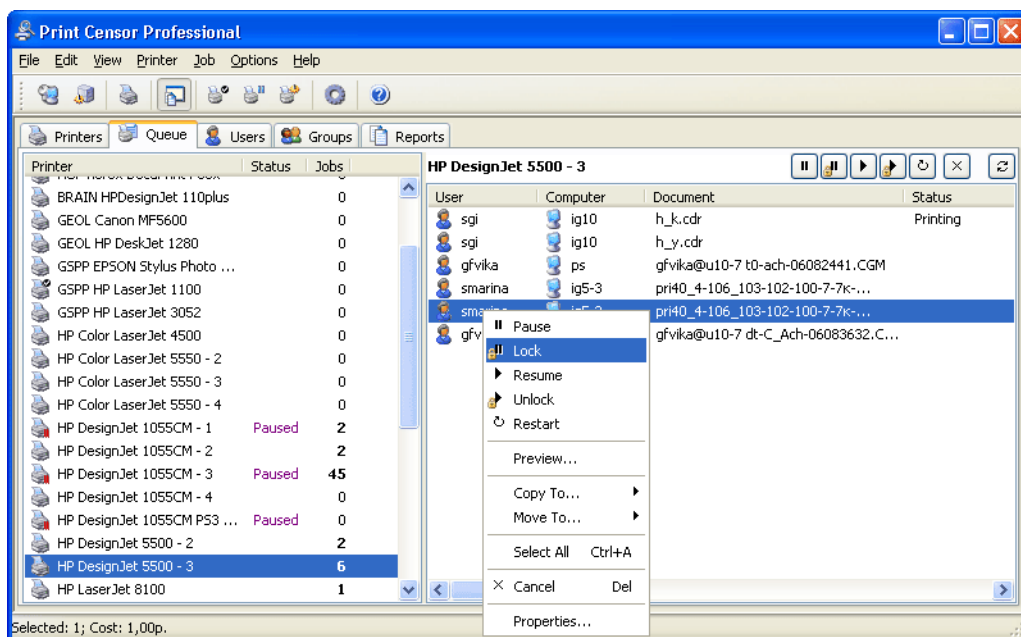 Print Censor Professional
File Edit View Printer Job Options Help
Printers Queue Users Groups Reports
Printer Status Jobs
BRAIN HPDesignJet 110plus 0
GEOL Canon MF5600 0
GEOL HP DeskJet 1280 0
GSPP EPSON Stylus Photo ... 0
GSPP HP LaserJet 1100 0
GSPP HP LaserJet 3052 0
HP Color LaserJet 4500 0
HP Color LaserJet 5550 - 2 0
HP Color LaserJet 5550 - 3 0
HP Color LaserJet 5550 - 4 0
HP DesignJet 1055CM - 1 Paused 2
HP DesignJet 1055CM - 2 2
HP DesignJet 1055CM - 3 Paused 45
HP DesignJet 1055CM - 4 0
HP DesignJet 1055CM PS3 ... Paused 0
HP DesignJet 5500 - 2 2
HP DesignJet 5500 - 3 6
HP LaserJet 8100 1
HP DesignJet 5500 - 3
User Computer Document Status
sgi ig10 h_k.cdr Printing
sgi ig10 h_y.cdr
gfvika ps gfvika@u10-7 t0-ach-06082441.CGM
smarina ig5-3 pri40_4-106_103-102-100-7-7к-...
pri40_4-106_103-102-100-7-7к-...
gfv gfvika@u10-7 dt-C_Ach-06083632.C...
Pause
Lock
Resume
Unlock
Restart
Preview...
Copy To...
Move To...
Select All Ctrl+A
Cancel Del
Properties...
Selected: 1; Cost: 1,00р.